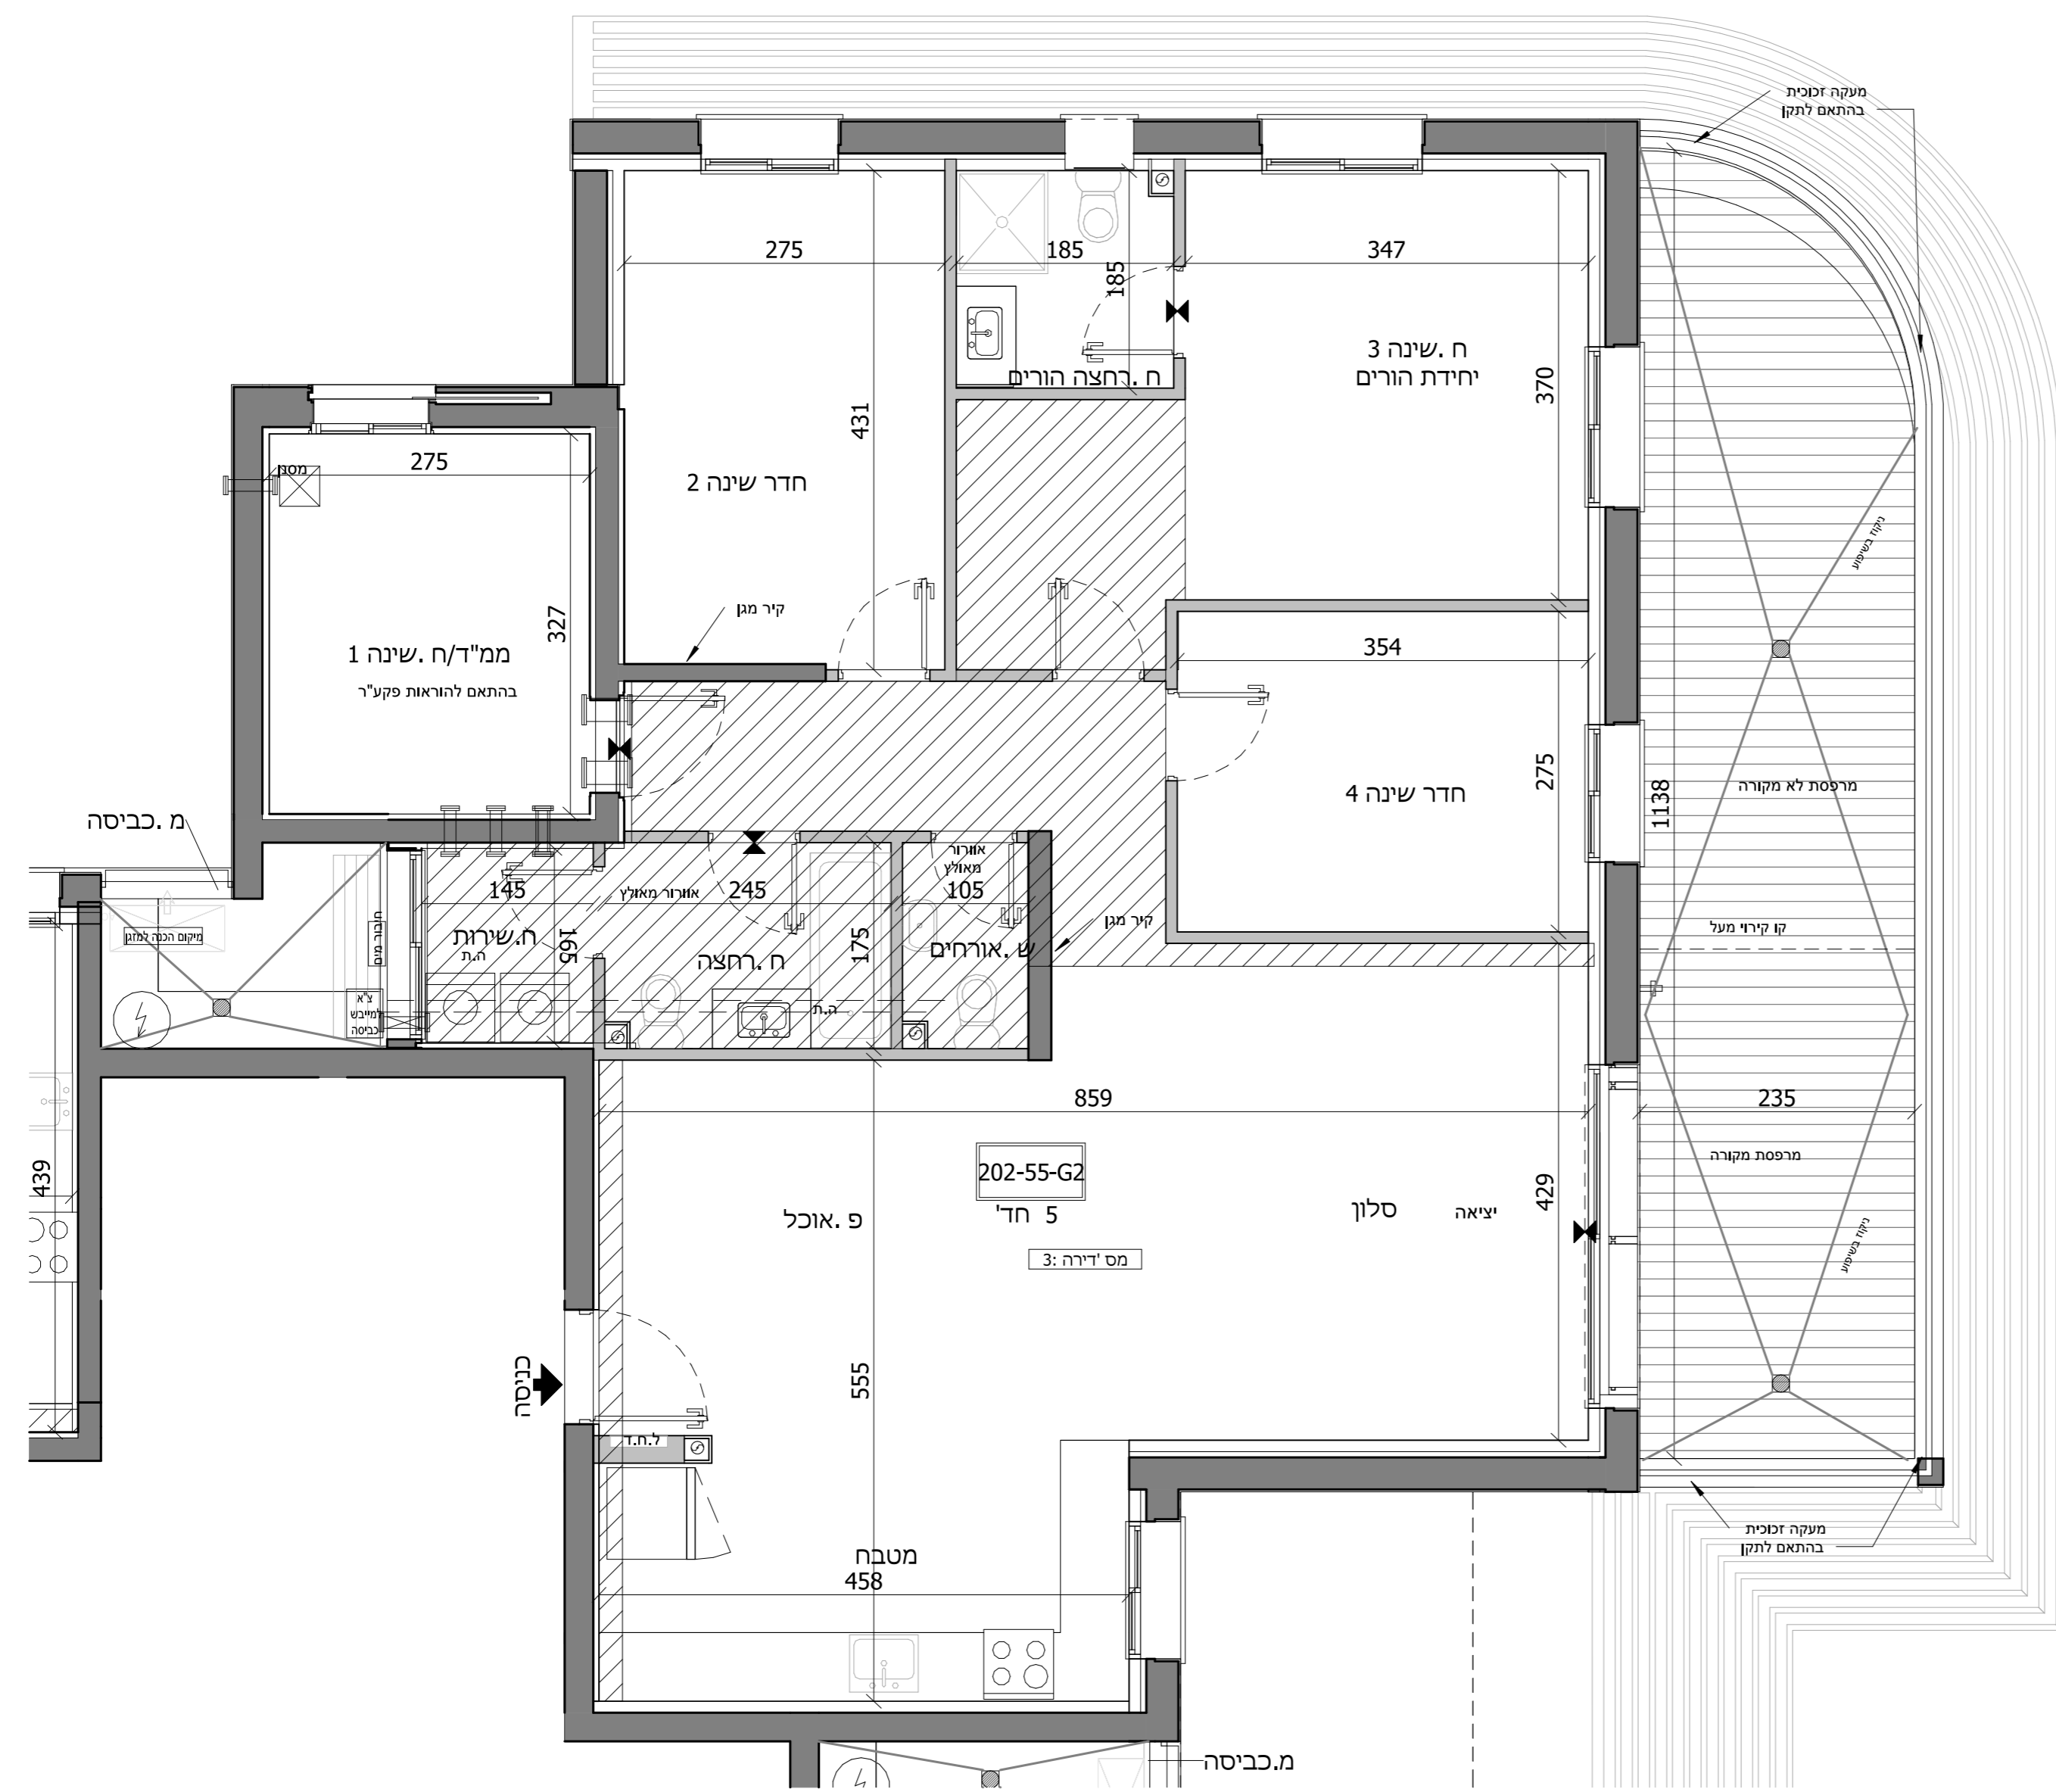 מעקה זכוכית
בהתאם לתקן
275
185
347
185
ח. שינה 3
יחידת הורים
370
ח. רחצה הורים
431
275
מסנן
חדר שינה 2
ניקוז בשיפוע
קיר מגן
327
ממ"ד/ח. שינה 1
בהתאם להוראות פקע"ר
354
275
חדר שינה 4
1138
מרפסת לא מקורה
מ. כביסה
אוורור
מאולץ
105
145
אוורור מאולץ
245
קיר מגן
קו קירוי מעל
מיקום הכנה למזגן
חיבור מים
ח.שירות
ה.ת
165
ח. רחצה
175
ש. אורחים
צ"א
למייבש
כביסה
ה.ת
859
235
202-55-G2
5 חד'
מרפסת מקורה
439
פ. אוכל
סלון
יציאה
429
מס' דירה: 3
ניקוז בשיפוע
כניסה
555
ל.ח.ד
מטבח
458
מעקה זכוכית
בהתאם לתקן
מ.כביסה